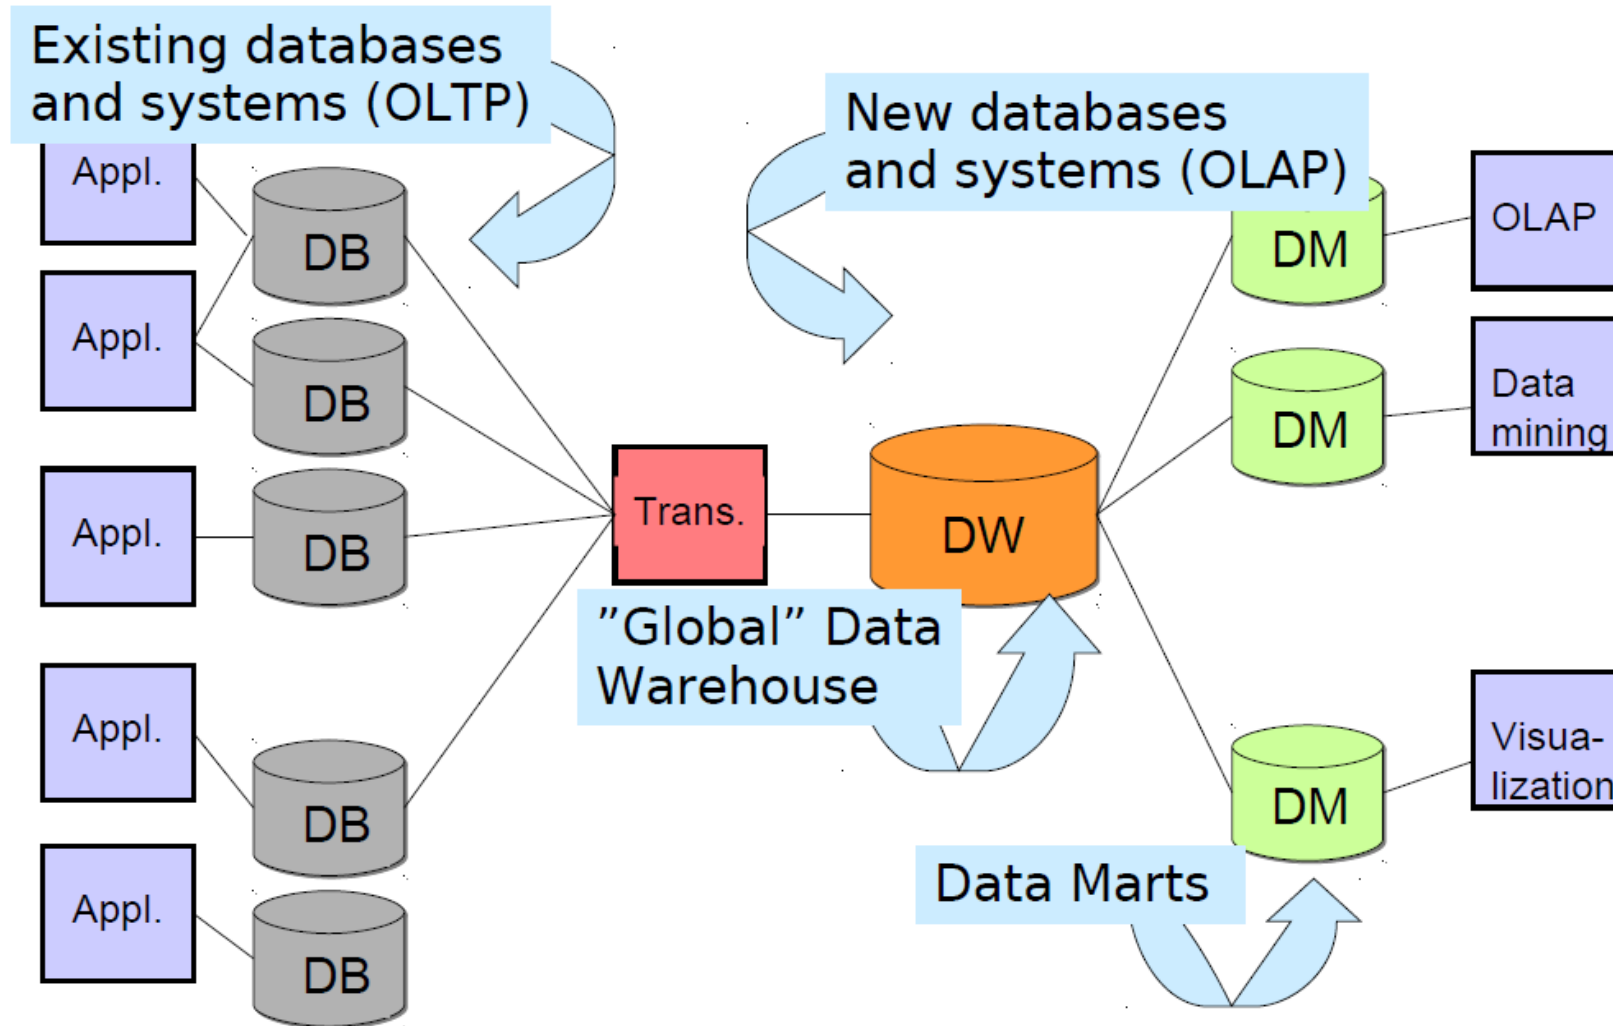 Existing databases
and systems (OLTP)
New databases
and systems (OLAP)
Appl.
DB
DM
OLAP
Appl.
DB
DM
Data
mining
Appl.
DB
Trans.
DW
”Global” Data
Warehouse
Appl.
DB
DM
Visua-
lization
Data Marts
Appl.
DB